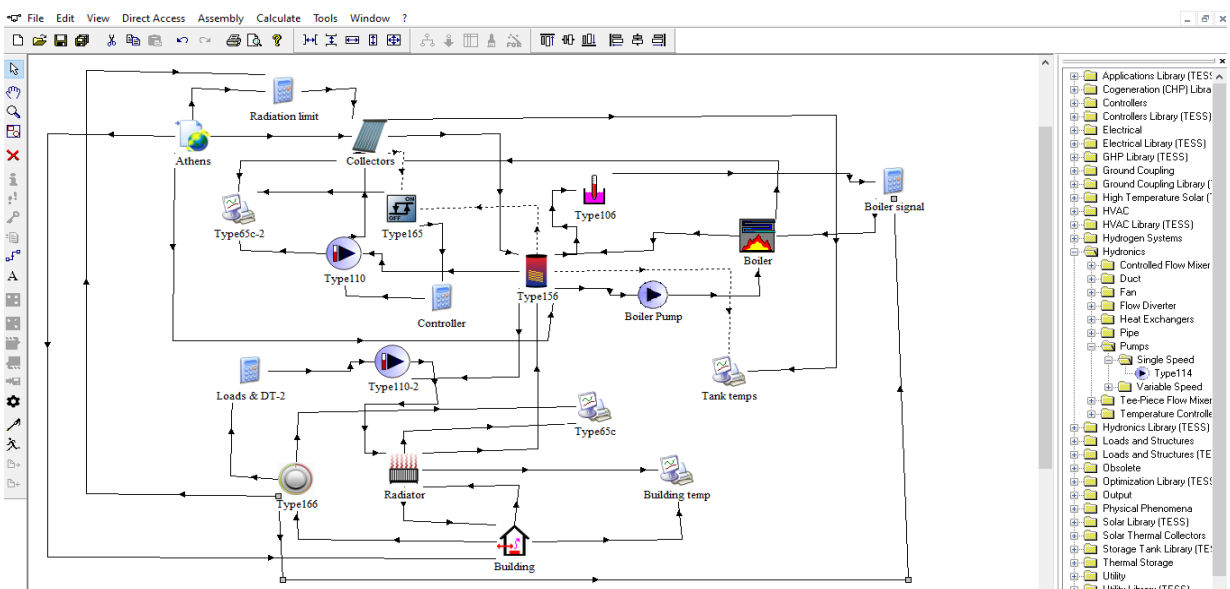 File Edit View Direct Access Assembly Calculate Tools Window ?
Radiation limit
Athens
Collectors
Type65c-2
Type165
Type106
Boiler signal
Type110
Type156
Boiler
Controller
Boiler Pump
Loads & DT-2
Type110-2
Tank temps
Type65c
Type166
Radiator
Building temp
Building
ON
OFF
A
Applications Library (TESS
Cogeneration (CHP) Libra
Controllers
Controllers Library (TESS)
Electrical
Electrical Library (TESS)
GHP Library (TESS)
Ground Coupling
Ground Coupling Library (
High Temperature Solar (
HVAC
HVAC Library (TESS)
Hydrogen Systems
Hydronics
Controlled Flow Mixer
Duct
Fan
Flow Diverter
Heat Exchangers
Pipe
Pumps
Single Speed
Type114
Variable Speed
Tee-Piece Flow Mixer
Temperature Controlle
Hydronics Library (TESS)
Loads and Structures
Loads and Structures (TE
Obsolete
Optimization Library (TESS
Output
Physical Phenomena
Solar Library (TESS)
Solar Thermal Collectors
Storage Tank Library (TE
Thermal Storage
Utility
Utility Library (TESS)